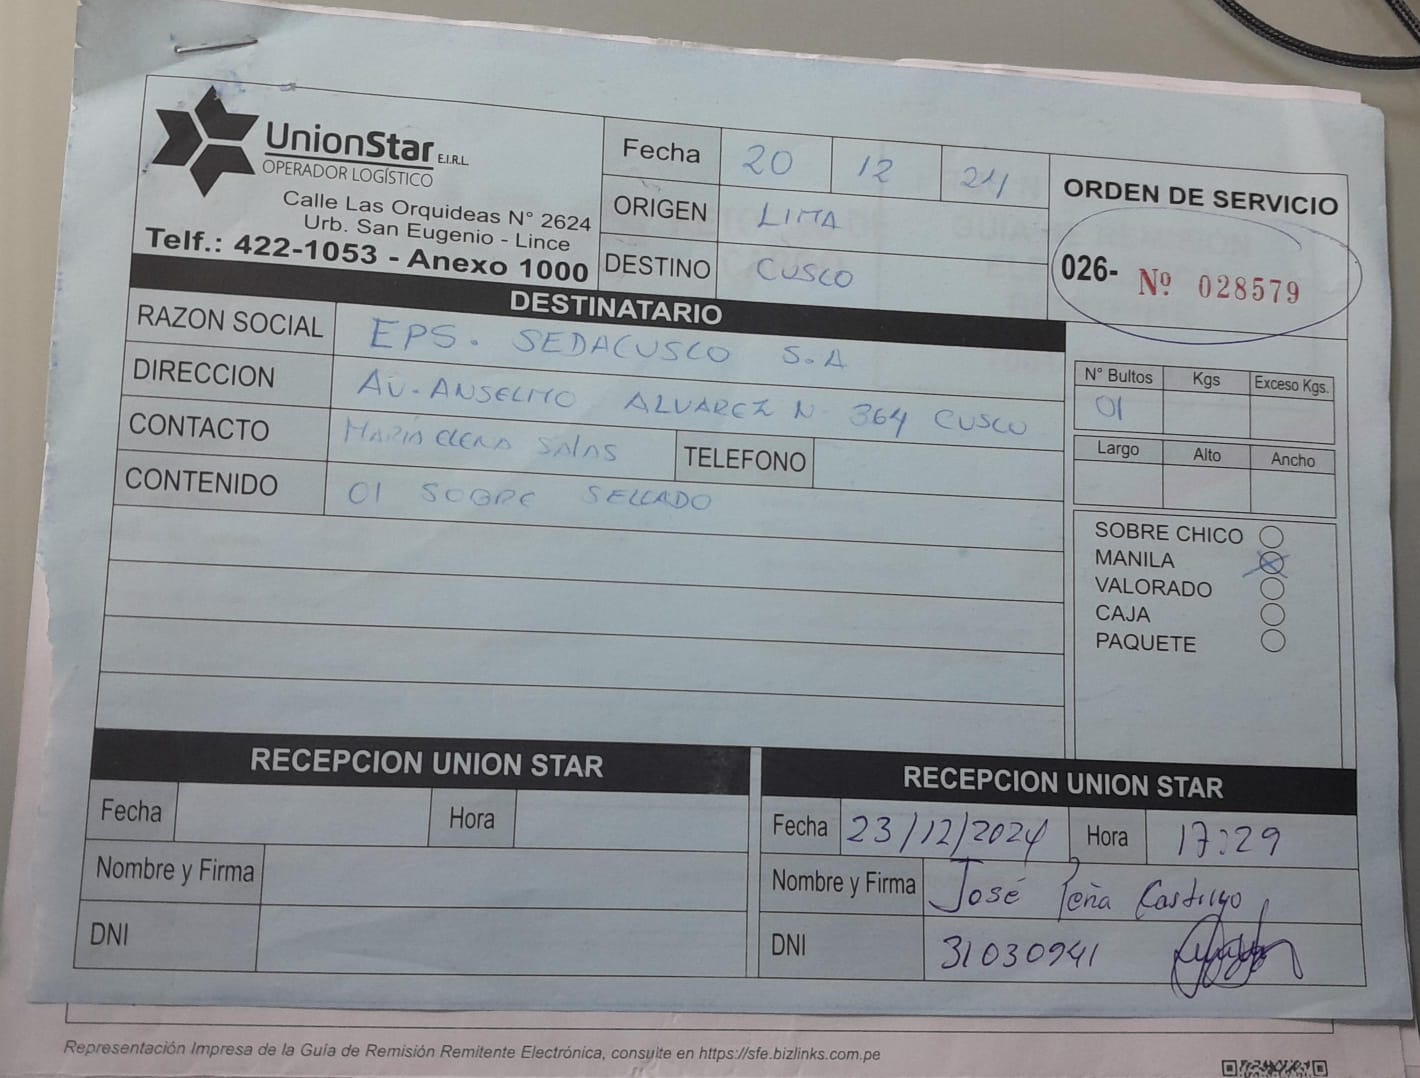 UnionStar E.I.R.L.
OPERADOR LOGÍSTICO
Calle Las Orquideas N° 2624
Urb. San Eugenio - Lince
Telf.: 422-1053 - Anexo 1000
Fecha 20 12 24
ORIGEN LIMA
DESTINO CUSCO
ORDEN DE SERVICIO
026- Nº 028579
DESTINATARIO
RAZON SOCIAL EPS. SEDACUSCO S.A
DIRECCION AV. ANSELMO ALVAREZ N. 364 CUSCO
CONTACTO MARIA ELENA SALAS TELEFONO
CONTENIDO 01 SOBRE SELLADO
N° Bultos Kgs Exceso Kgs.
01
Largo Alto Ancho
SOBRE CHICO
MANILA
VALORADO
CAJA
PAQUETE
RECEPCION UNION STAR
Fecha Hora
Nombre y Firma
DNI
RECEPCION UNION STAR
Fecha 23/12/2024 Hora 17:29
Nombre y Firma José Peña Castillo
DNI 31030941
Representación Impresa de la Guía de Remisión Remitente Electrónica, consulte en https://sfe.bizlinks.com.pe